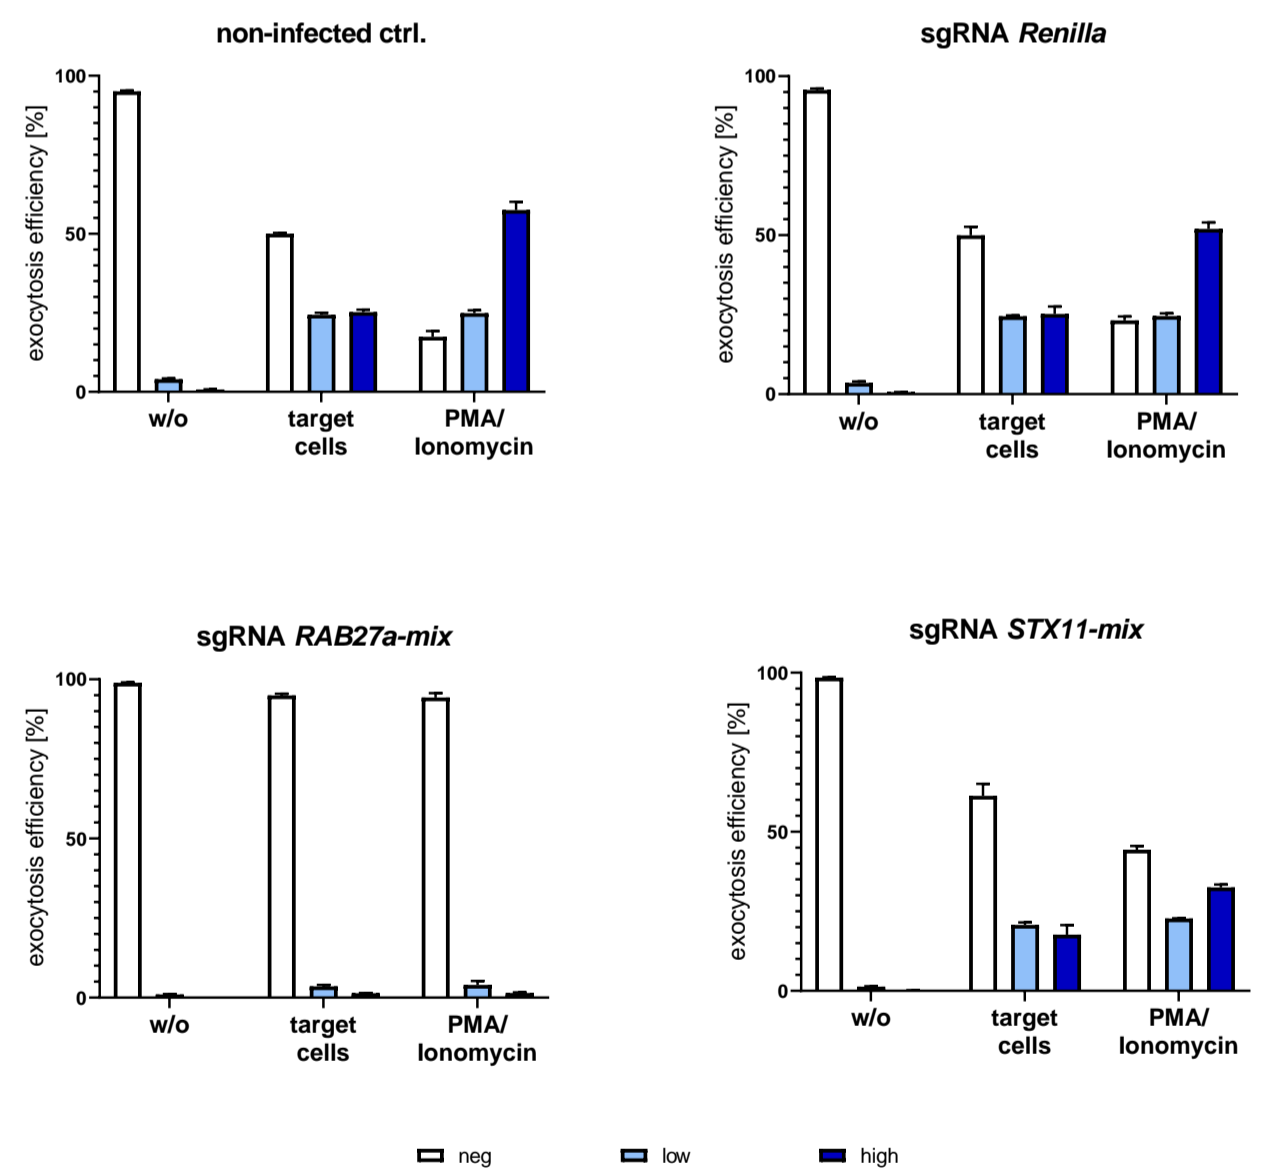 non-infected ctrl.
exocytosis efficiency [%]
100
50
0
w/o
target
cells
PMA/
Ionomycin
sgRNA Renilla
exocytosis efficiency [%]
100
50
0
w/o
target
cells
PMA/
Ionomycin
sgRNA RAB27a-mix
exocytosis efficiency [%]
100
50
0
w/o
target
cells
PMA/
Ionomycin
sgRNA STX11-mix
exocytosis efficiency [%]
100
50
0
w/o
target
cells
PMA/
Ionomycin
neg low high